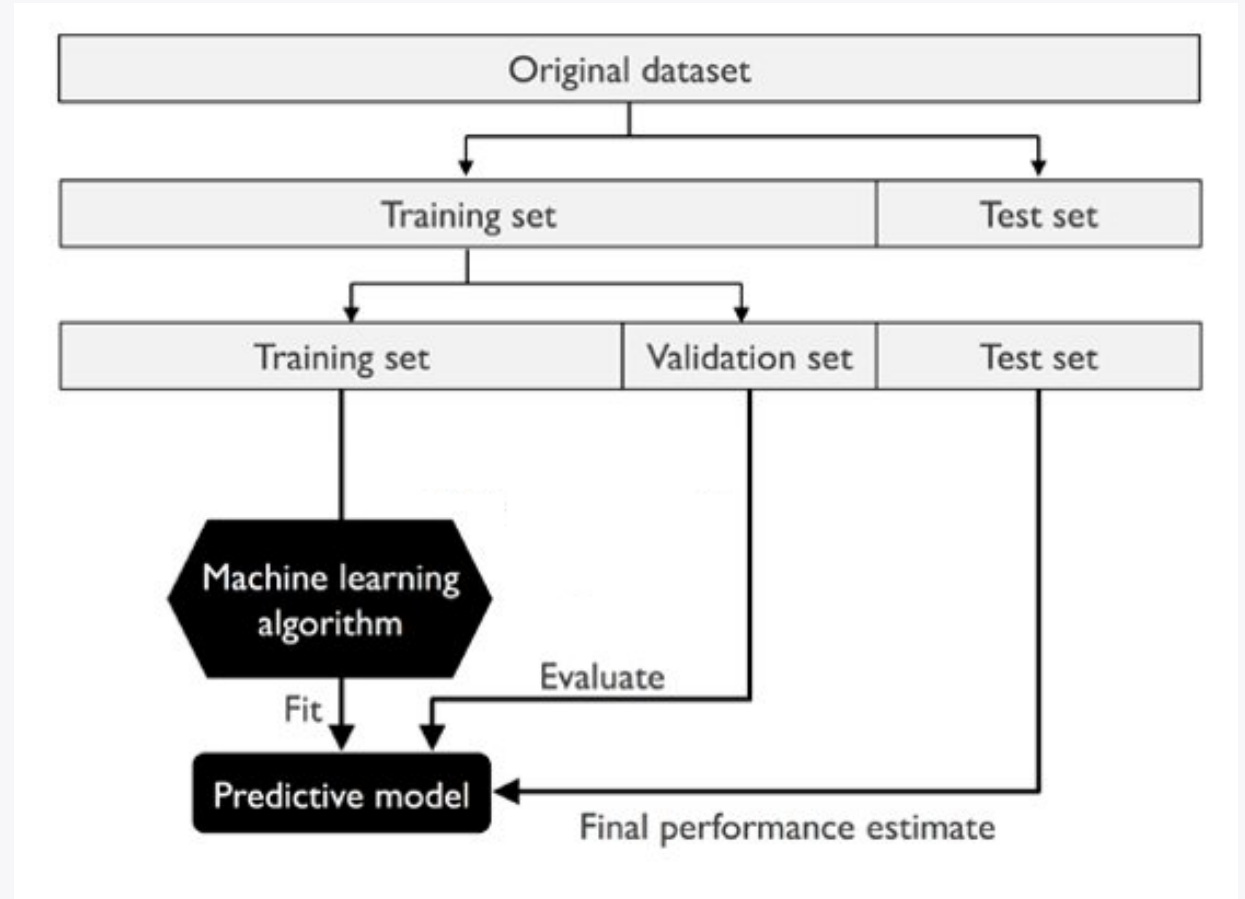 Original dataset
Training set
Test set
Training set
Validation set
Test set
Machine learning
algorithm
Evaluate
Fit
Predictive model
Final performance estimate